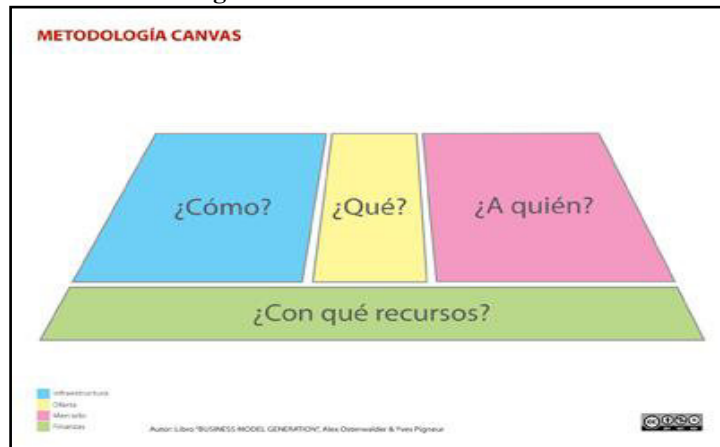 METODOLOGÍA CANVAS
¿Cómo?
¿Qué?
¿A quién?
¿Con qué recursos?
Infraestructura
Oferta
Mercado
Finanzas
Autor: Libro "BUSINESS MODEL GENERATION", Alex Osterwalder & Yves Pigneur